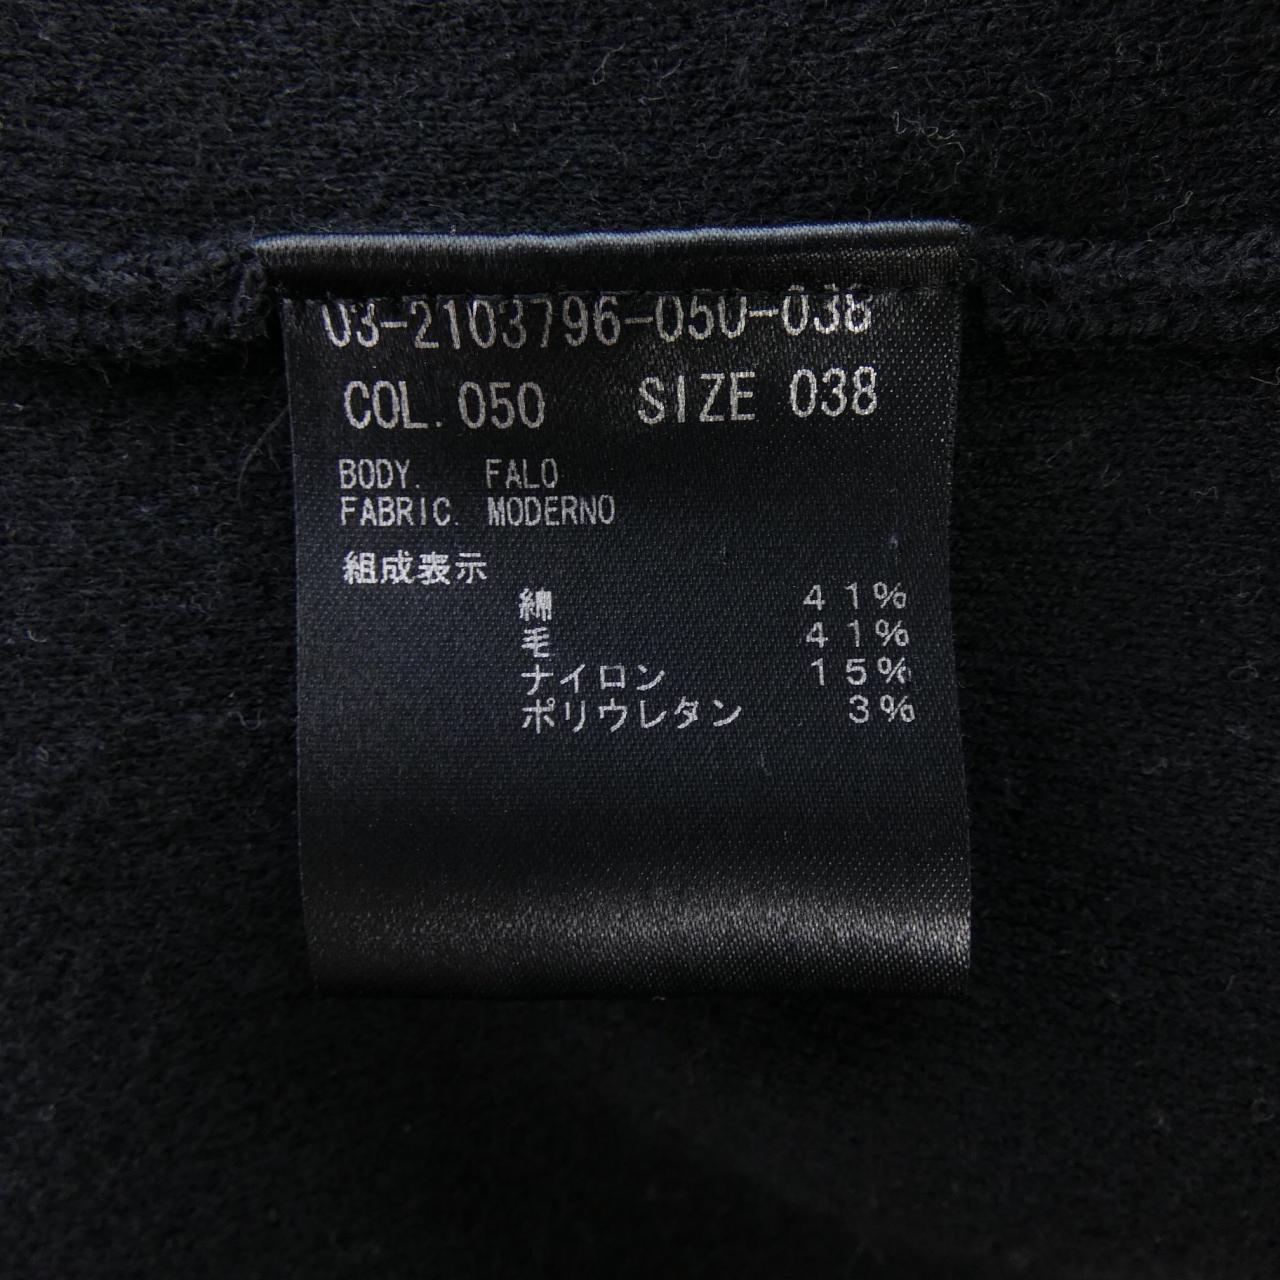 03-2103796-050-038
COL. 050 SIZE 038
BODY. FALO
FABRIC. MODERNO
組成表示
綿 41%
毛 41%
ナイロン 15%
ポリウレタン 3%